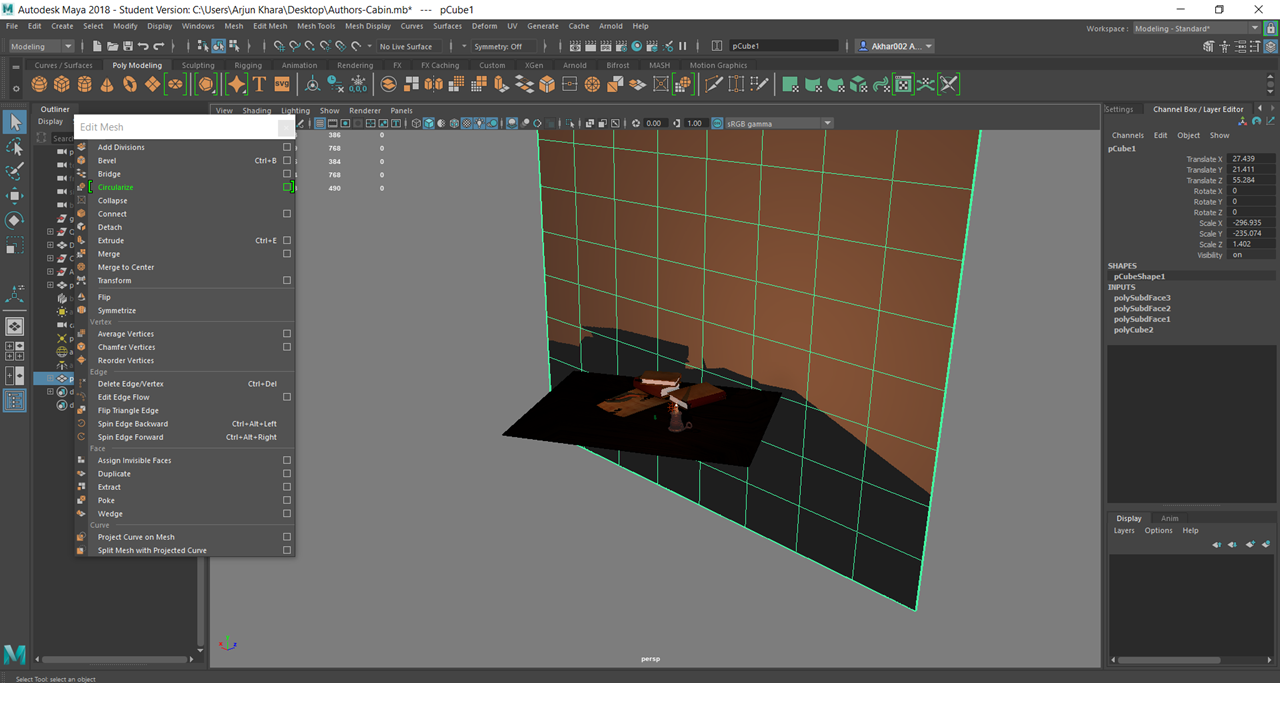 Autodesk Maya 2018 - Student Version: C:\Users\Arjun Khara\Desktop\Authors-Cabin.mb* --- pCube1
File Edit Create Select Modify Display Windows Mesh Edit Mesh Mesh Tools Mesh Display Curves Surfaces Deform UV Generate Cache Arnold Help
Workspace : Modeling - Standard*
Modeling No Live Surface Symmetry: Off pCube1 Akhar002 A...
Curves / Surfaces Poly Modeling Sculpting Rigging Animation Rendering FX FX Caching Custom XGen Arnold Bifrost MASH Motion Graphics
SVG
0,0,0
Outliner
Display
View Shading Lighting Show Renderer Panels
0.00 1.00 sRGB gamma
Edit Mesh
Add Divisions
Bevel Ctrl+B
Bridge
Circularize
Collapse
Connect
Detach
Extrude Ctrl+E
Merge
Merge to Center
Transform
Flip
Symmetrize
Vertex
Average Vertices
Chamfer Vertices
Reorder Vertices
Edge
Delete Edge/Vertex Ctrl+Del
Edit Edge Flow
Flip Triangle Edge
Spin Edge Backward Ctrl+Alt+Left
Spin Edge Forward Ctrl+Alt+Right
Face
Assign Invisible Faces
Duplicate
Extract
Poke
Wedge
Curve
Project Curve on Mesh
Split Mesh with Projected Curve
386 0
768 0
384 0
768 0
490 0
persp
Settings Channel Box / Layer Editor
Channels Edit Object Show
pCube1
Translate X 27.439
Translate Y 21.411
Translate Z 55.284
Rotate X 0
Rotate Y 0
Rotate Z 0
Scale X -296.935
Scale Y -235.074
Scale Z 1.402
Visibility on
SHAPES
pCubeShape1
INPUTS
polySubdFace3
polySubdFace2
polySubdFace1
polyCube2
Display Anim
Layers Options Help
Select Tool: select an object